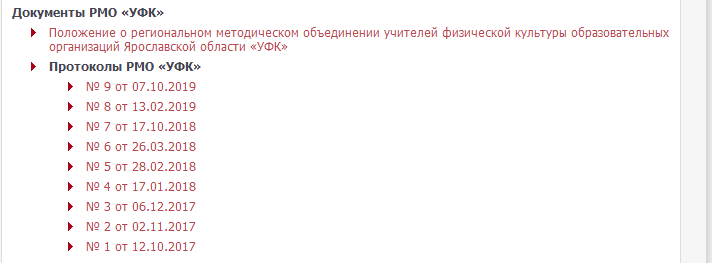 Документы РМО «УФК»
Положение о региональном методическом объединении учителей физической культуры образовательных
организаций Ярославской области «УФК»
Протоколы РМО «УФК»
№ 9 от 07.10.2019
№ 8 от 13.02.2019
№ 7 от 17.10.2018
№ 6 от 26.03.2018
№ 5 от 28.02.2018
№ 4 от 17.01.2018
№ 3 от 06.12.2017
№ 2 от 02.11.2017
№ 1 от 12.10.2017